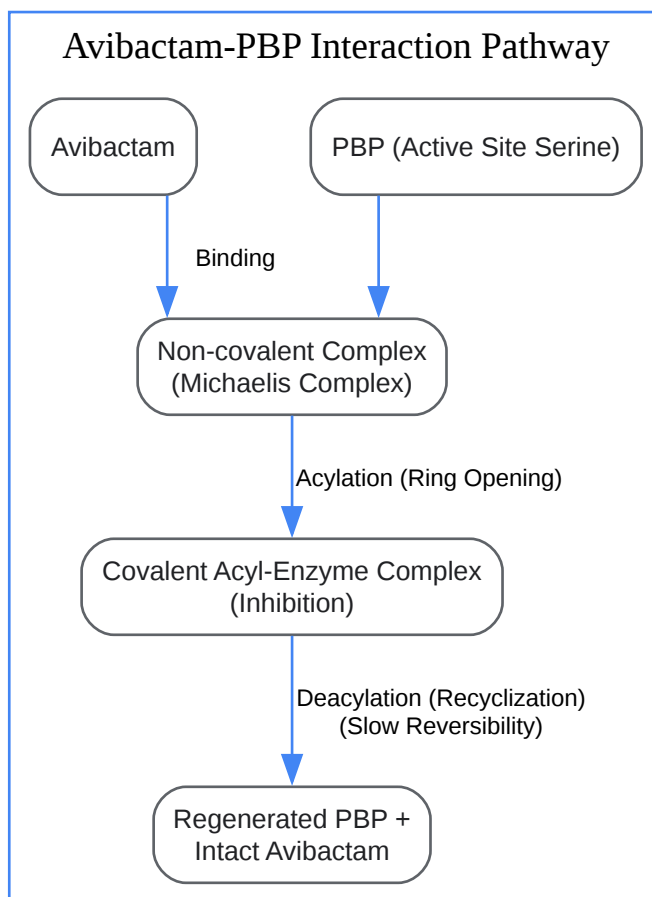 Avibactam-PBP Interaction Pathway
Avibactam
PBP (Active Site Serine)
Binding
Non-covalent Complex
(Michaelis Complex)
Acylation (Ring Opening)
Covalent Acyl-Enzyme Complex
(Inhibition)
Deacylation (Recyclization)
(Slow Reversibility)
Regenerated PBP +
Intact Avibactam